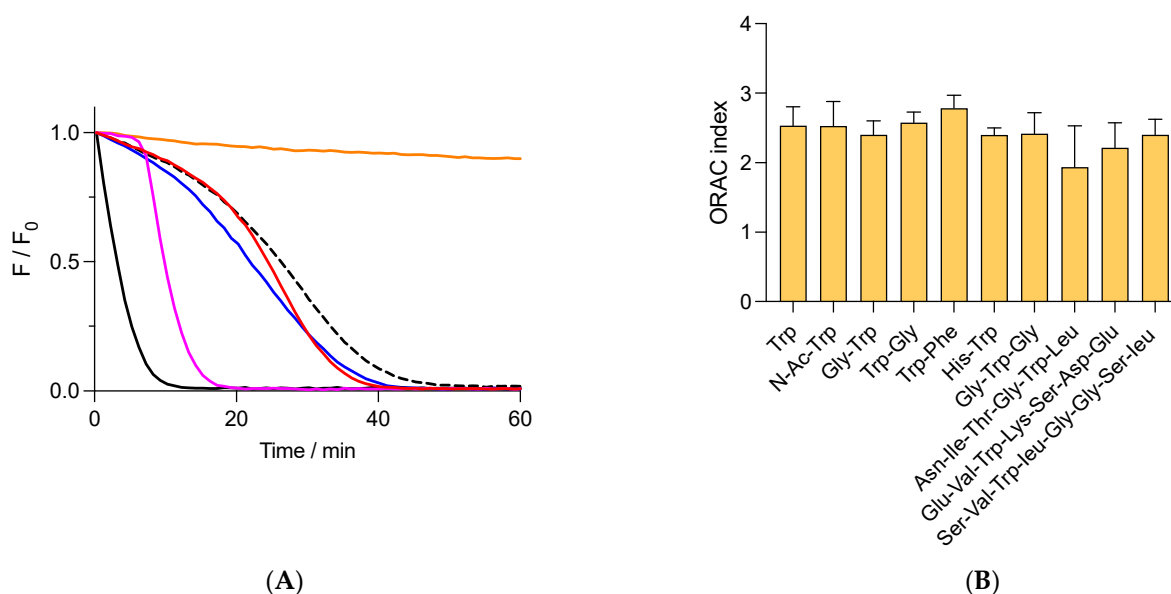 F / F0
1.0
0.5
0.0
0
20
40
60
Time / min
(A)
ORAC index
4
3
2
1
0
Trp
N-Ac-Trp
Gly-Trp
Trp-Gly
Trp-Phe
His-Trp
Gly-Trp-Gly
Asn-Ile-Thr-Gly-Trp-Leu
Glu-Val-Trp-Lys-Ser-Asp-Glu
Ser-Val-Trp-leu-Gly-Gly-Ser-leu
(B)